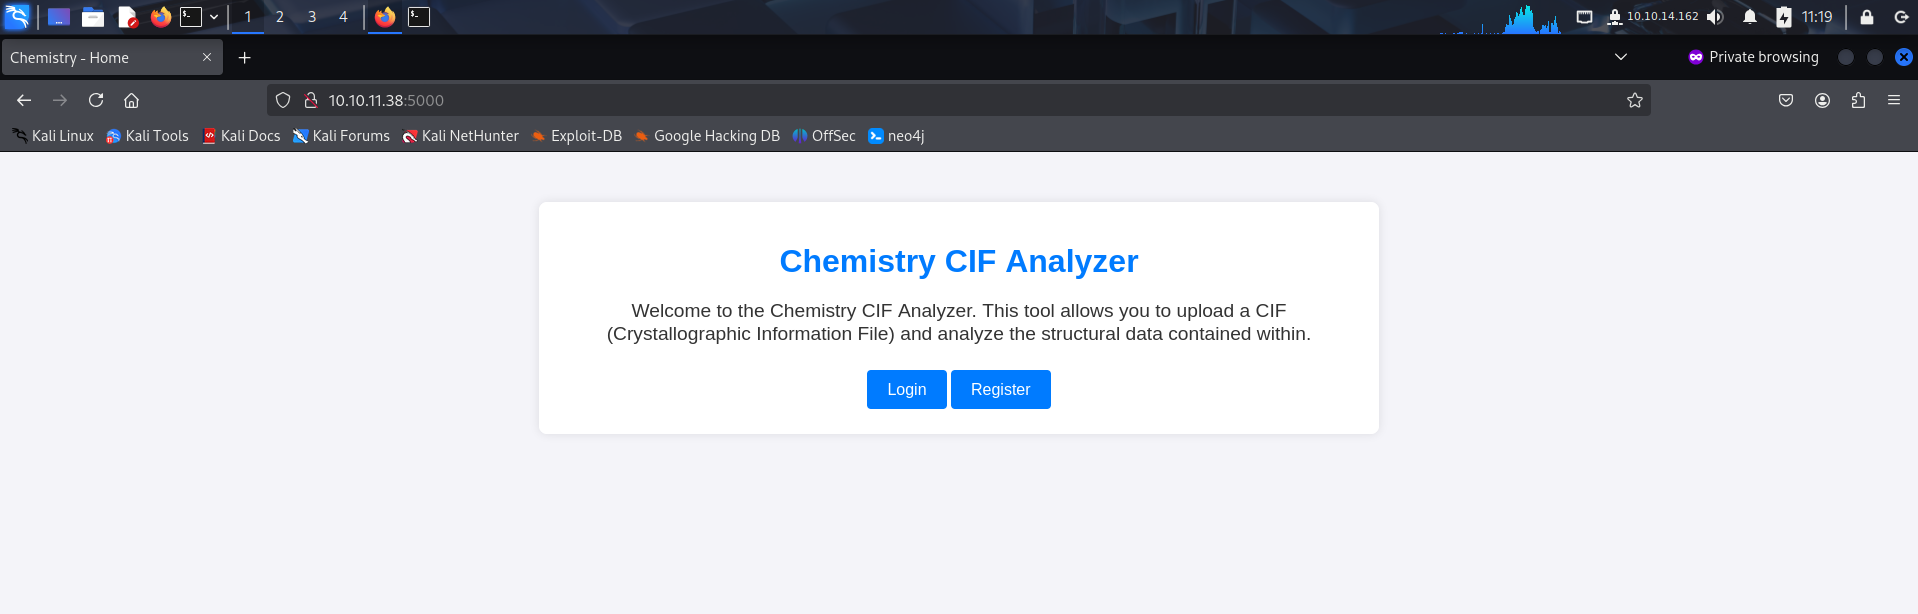 1 2 3 4 10.10.14.162 11:19
Chemistry - Home Private browsing
10.10.11.38:5000
Kali Linux Kali Tools Kali Docs Kali Forums Kali NetHunter Exploit-DB Google Hacking DB OffSec neo4j
Chemistry CIF Analyzer
Welcome to the Chemistry CIF Analyzer. This tool allows you to upload a CIF
(Crystallographic Information File) and analyze the structural data contained within.
Login Register